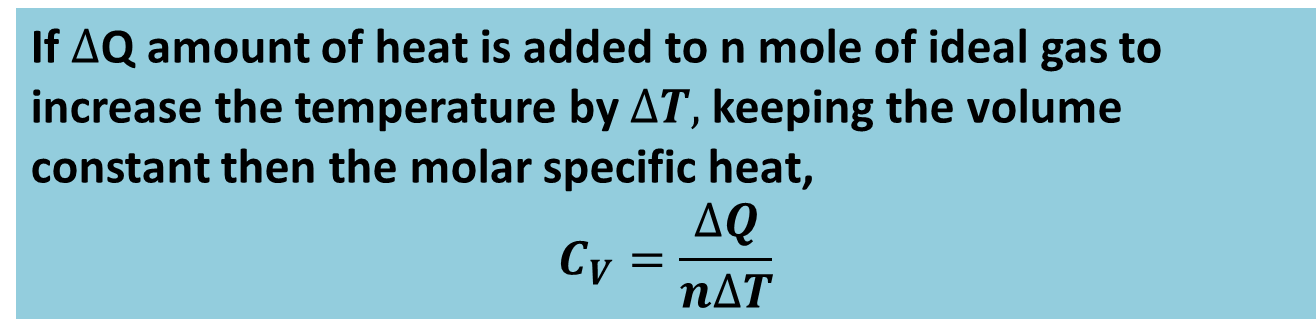 If ΔQ amount of heat is added to n mole of ideal gas to
increase the temperature by ΔT, keeping the volume
constant then the molar specific heat,
C_V = ΔQ / nΔT